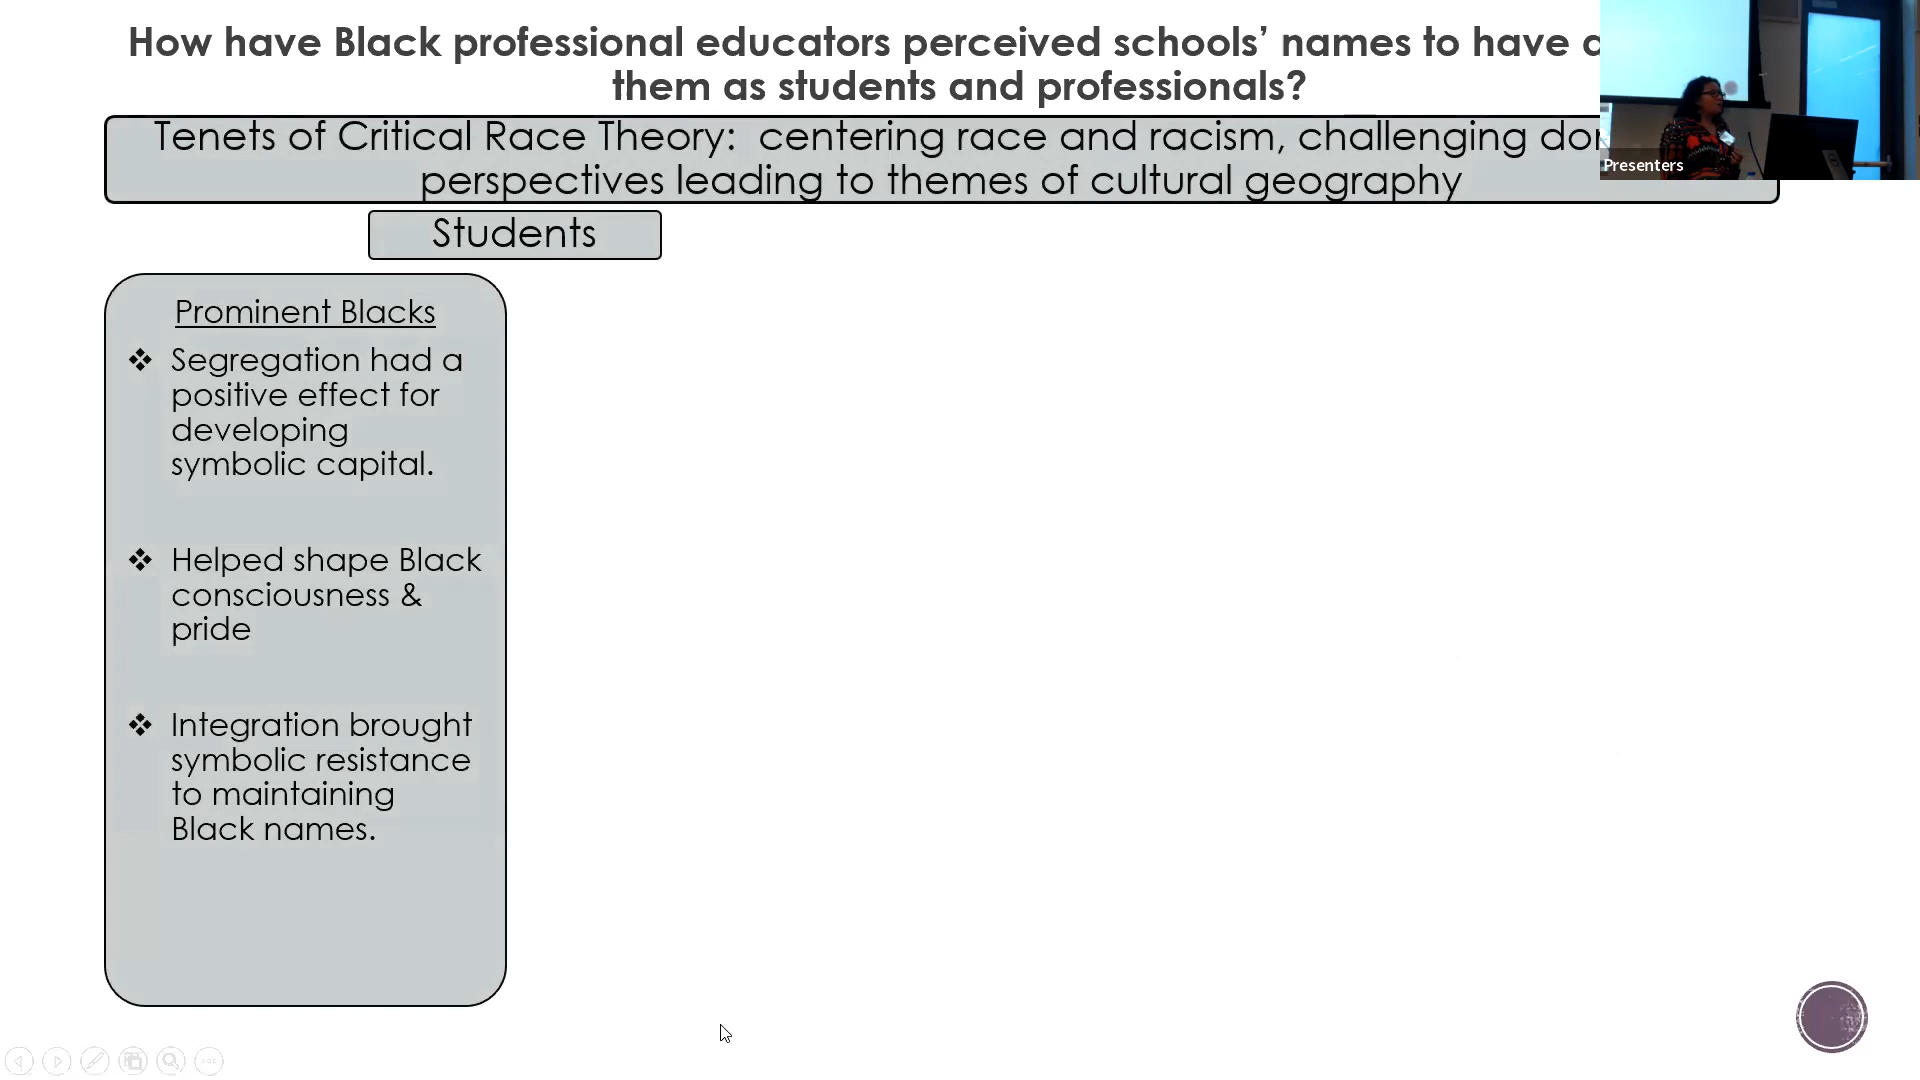 How have Black professional educators perceived schools’ names to have
them as students and professionals?
Tenets of Critical Race Theory: centering race and racism, challenging
perspectives leading to themes of cultural geography
Presenters
Students
Prominent Blacks
❖ Segregation had a
positive effect for
developing
symbolic capital.
❖ Helped shape Black
consciousness &
pride
❖ Integration brought
symbolic resistance
to maintaining
Black names.